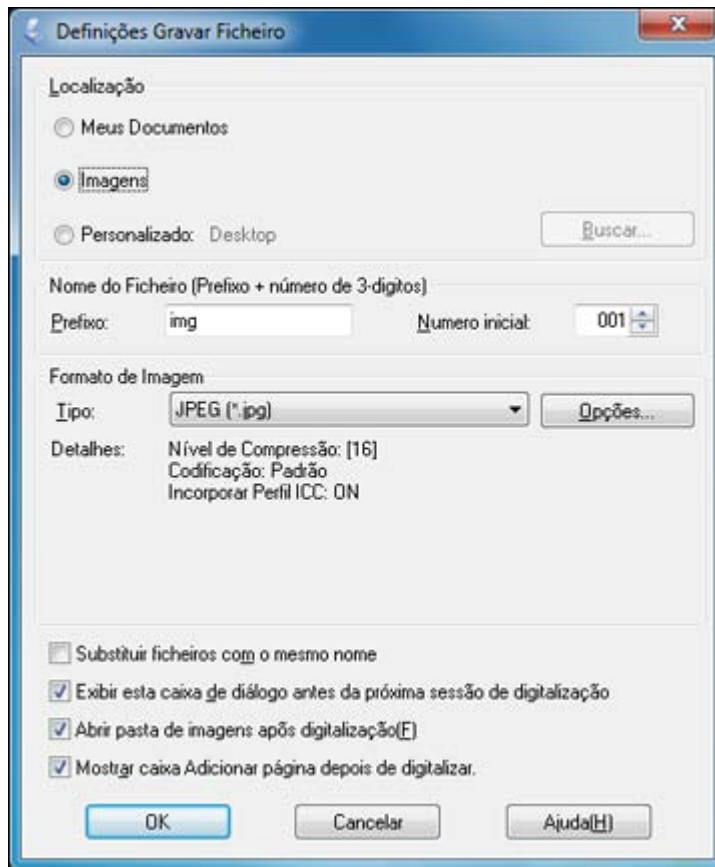 Definições Gravar Ficheiro
Localização
Meus Documentos
Imagens
Personalizado: Desktop Buscar...
Nome do Ficheiro (Prefixo + número de 3-digitos)
Prefixo: img Numero inicial: 001
Formato de Imagem
Tipo: JPEG (*.jpg) Opções...
Detalhes: Nível de Compressão: [16]
Codificação: Padrão
Incorporar Perfil ICC: ON
Substituir ficheiros com o mesmo nome
Exibir esta caixa de diálogo antes da próxima sessão de digitalização
Abrir pasta de imagens apõs digitalização(F)
Mostrar caixa Adicionar página depois de digitalizar.
OK Cancelar Ajuda(H)